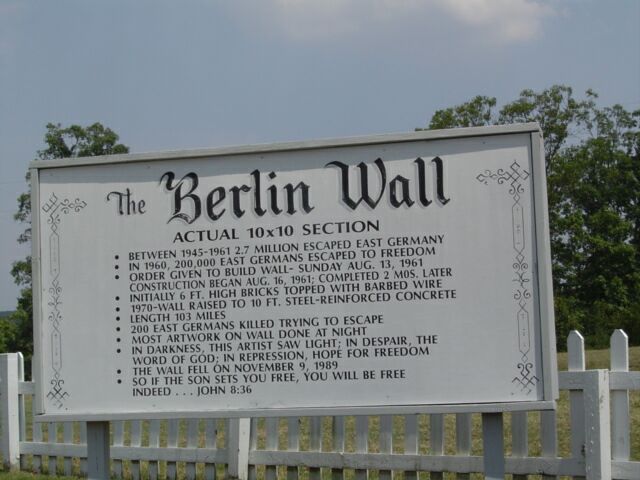 The Berlin Wall
ACTUAL 10x10 SECTION
• BETWEEN 1945-1961 2.7 MILLION ESCAPED EAST GERMANY
• IN 1960, 200,000 EAST GERMANS ESCAPED TO FREEDOM
• ORDER GIVEN TO BUILD WALL- SUNDAY AUG. 13, 1961
CONSTRUCTION BEGAN AUG. 16, 1961; COMPLETED 2 MOS. LATER
• INITIALLY 6 FT. HIGH BRICKS TOPPED WITH BARBED WIRE
• 1970-WALL RAISED TO 10 FT. STEEL-REINFORCED CONCRETE
• LENGTH 103 MILES
• 200 EAST GERMANS KILLED TRYING TO ESCAPE
• MOST ARTWORK ON WALL DONE AT NIGHT
• IN DARKNESS, THIS ARTIST SAW LIGHT; IN DESPAIR, THE
WORD OF GOD; IN REPRESSION, HOPE FOR FREEDOM
• THE WALL FELL ON NOVEMBER 9, 1989
• SO IF THE SON SETS YOU FREE, YOU WILL BE FREE
INDEED . . . JOHN 8:36